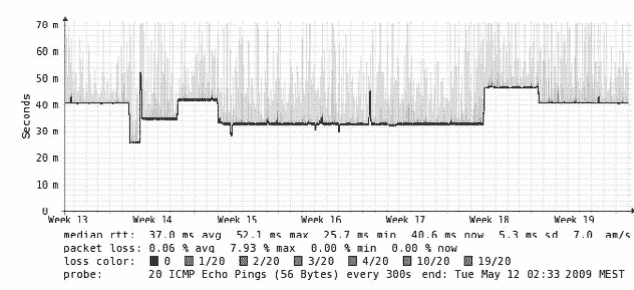 70 m
60 m
50 m
40 m
30 m
20 m
10 m
0
Seconds
Week 13 Week 14 Week 15 Week 16 Week 17 Week 18 Week 19
median rtt: 37.0 ms avg 52.1 ms max 25.7 ms min 40.6 ms now 5.3 ms sd 7.0 am/s
packet loss: 0.06 % avg 7.93 % max 0.00 % min 0.00 % now
loss color: 0 1/20 2/20 3/20 4/20 10/20 19/20
probe: 20 ICMP Echo Pings (56 Bytes) every 300s end: Tue May 12 02:33 2009 MEST